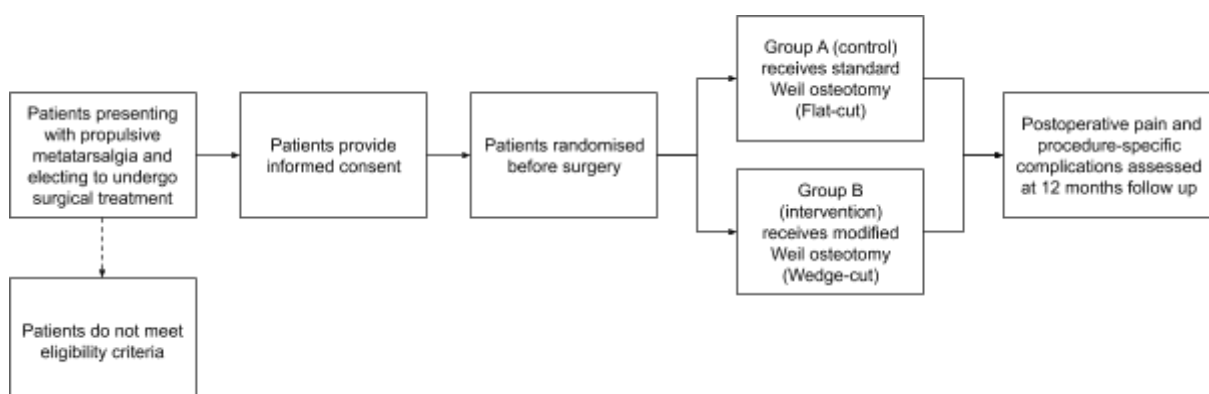 Patients presenting
with propulsive
metatarsalgia and
electing to undergo
surgical treatment
Patients do not meet
eligibility criteria
Patients provide
informed consent
Patients randomised
before surgery
Group A (control)
receives standard
Weil osteotomy
(Flat-cut)
Group B
(intervention)
receives modified
Weil osteotomy
(Wedge-cut)
Postoperative pain and
procedure-specific
complications assessed
at 12 months follow up